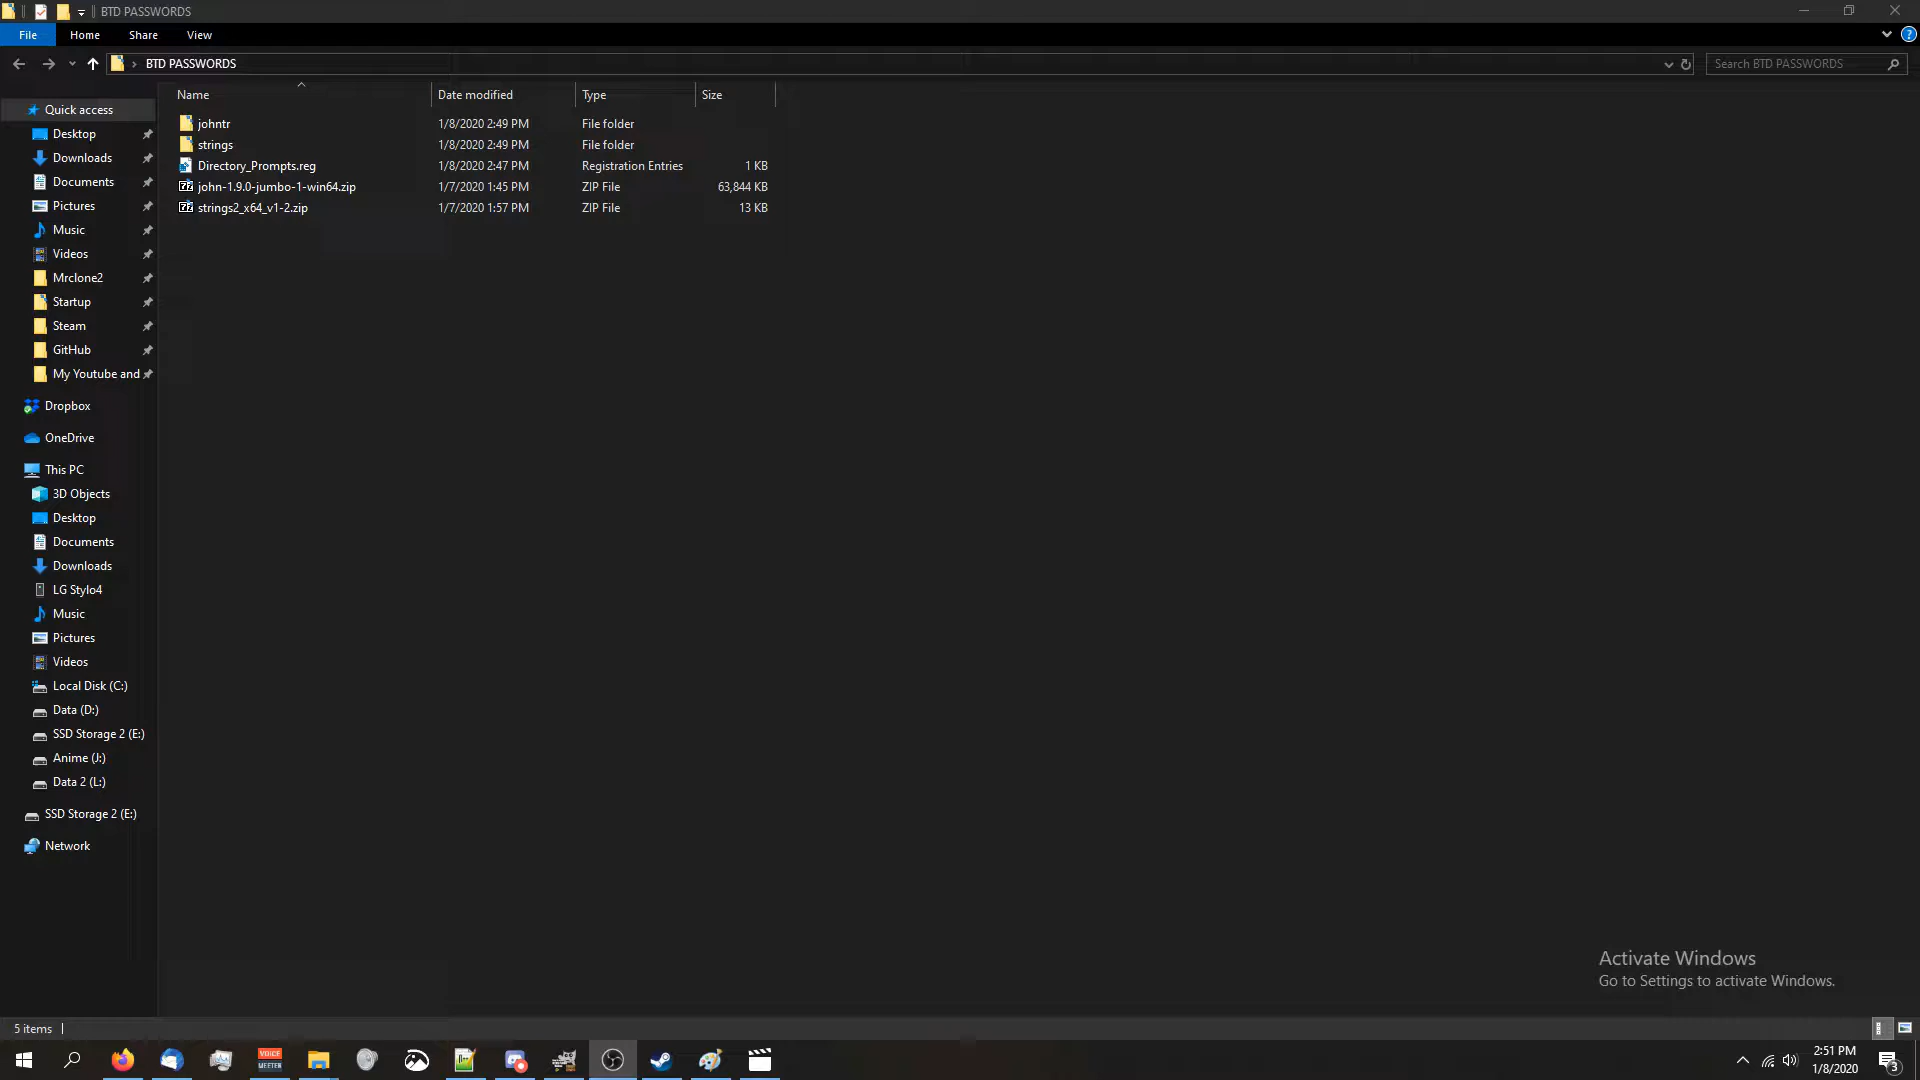 BTD PASSWORDS
File Home Share View
BTD PASSWORDS
Search BTD PASSWORDS
Name Date modified Type Size
johntr 1/8/2020 2:49 PM File folder
strings 1/8/2020 2:49 PM File folder
Directory_Prompts.reg 1/8/2020 2:47 PM Registration Entries 1 KB
john-1.9.0-jumbo-1-win64.zip 1/7/2020 1:45 PM ZIP File 63,844 KB
strings2_x64_v1-2.zip 1/7/2020 1:57 PM ZIP File 13 KB
Quick access
Desktop
Downloads
Documents
Pictures
Music
Videos
Mrclone2
Startup
Steam
GitHub
My Youtube and
Dropbox
OneDrive
This PC
3D Objects
Desktop
Documents
Downloads
LG Stylo4
Music
Pictures
Videos
Local Disk (C:)
Data (D:)
SSD Storage 2 (E:)
Anime (J:)
Data 2 (L:)
SSD Storage 2 (E:)
Network
Activate Windows
Go to Settings to activate Windows.
5 items
VOICE
MEETER
2:51 PM
1/8/2020
3